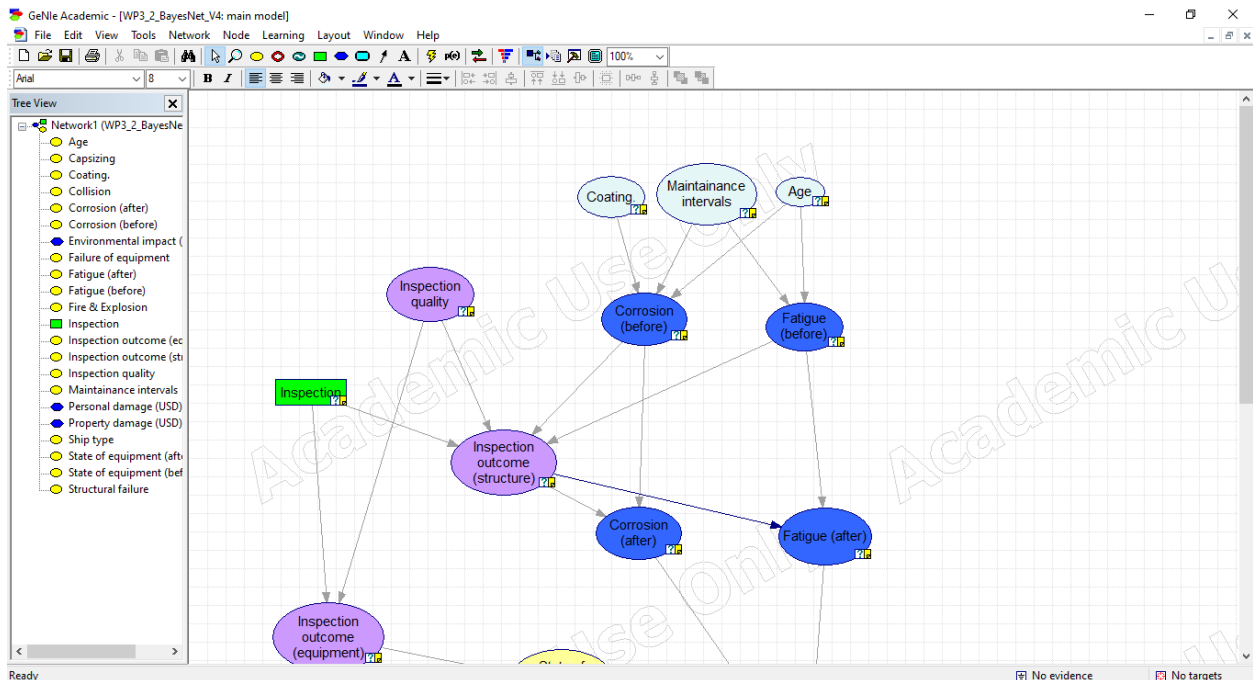 GeNIe Academic - [WP3_2_BayesNet_V4: main model]
File Edit View Tools Network Node Learning Layout Window Help
100%
Arial 8 B I A
Tree View
Network1 (WP3_2_BayesNe
Age
Capsizing
Coating.
Collision
Corrosion (after)
Corrosion (before)
Environmental impact (
Failure of equipment
Fatigue (after)
Fatigue (before)
Fire & Explosion
Inspection
Inspection outcome (ec
Inspection outcome (stru
Inspection quality
Maintainance intervals
Personal damage (USD)
Property damage (USD)
Ship type
State of equipment (afte
State of equipment (bef
Structural failure
Coating.
Maintainance
intervals
Age
Inspection
quality
Corrosion
(before)
Fatigue
(before)
Inspection
Inspection
outcome
(structure)
Corrosion
(after)
Fatigue (after)
Inspection
outcome
(equipment)
State of
Academic Use Only
Academic U
Use Only
Ready
No evidence
No targets